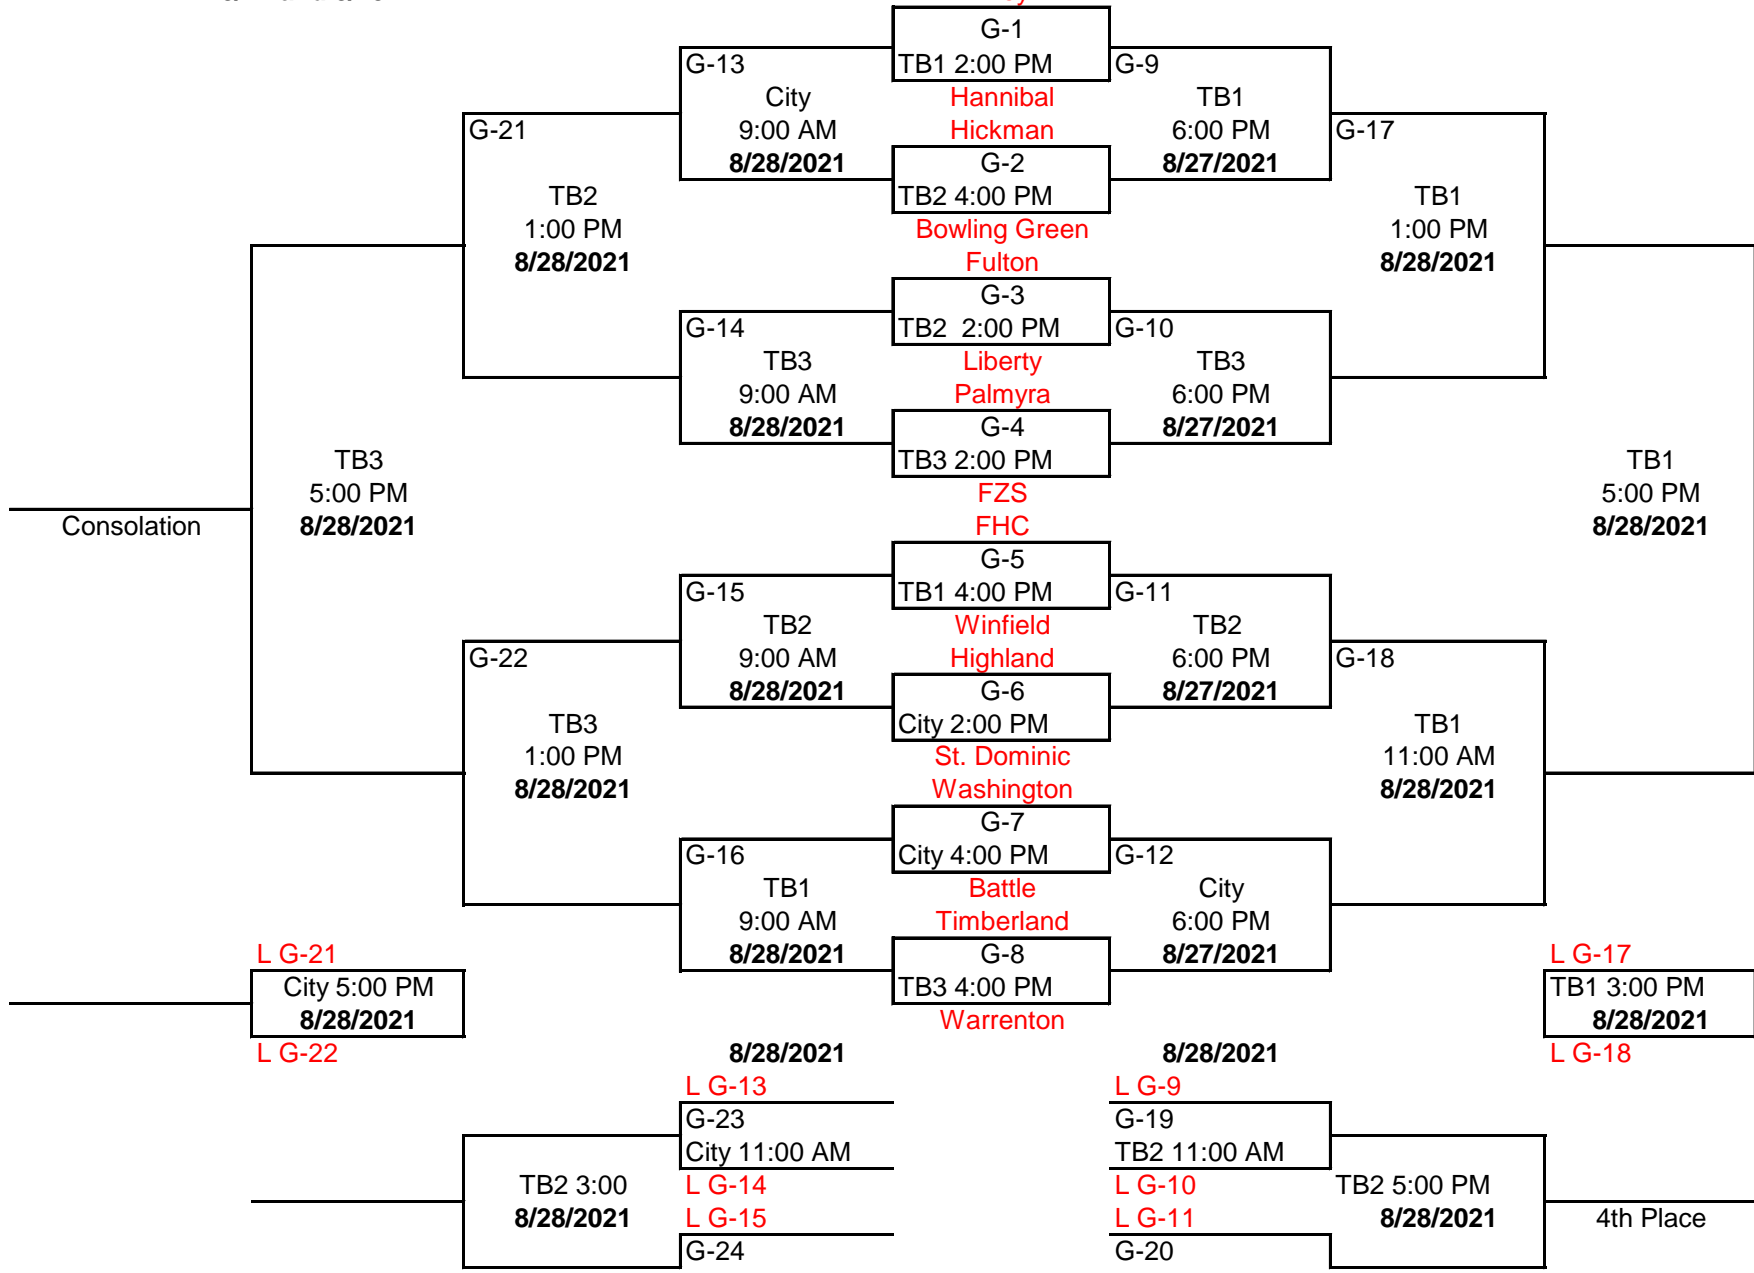 G-1
G-13
TB1 2:00 PM
G-9
City
Hannibal
TB1
G-21
9:00 AM
Hickman
6:00 PM
G-17
8/28/2021
G-2
8/27/2021
TB2
TB2 4:00 PM
TB1
1:00 PM
Bowling Green
1:00 PM
8/28/2021
Fulton
8/28/2021
G-3
G-14
TB2 2:00 PM
G-10
TB3
Liberty
TB3
9:00 AM
Palmyra
6:00 PM
8/28/2021
G-4
8/27/2021
TB3
TB3 2:00 PM
TB1
5:00 PM
FZS
5:00 PM
Consolation
8/28/2021
FHC
8/28/2021
G-5
G-15
TB1 4:00 PM
G-11
TB2
Winfield
TB2
G-22
9:00 AM
Highland
6:00 PM
G-18
8/28/2021
G-6
8/27/2021
TB3
City 2:00 PM
TB1
1:00 PM
St. Dominic
11:00 AM
8/28/2021
Washington
8/28/2021
G-7
G-16
City 4:00 PM
G-12
TB1
Battle
City
9:00 AM
Timberland
6:00 PM
L G-21
8/28/2021
G-8
8/27/2021
L G-17
City 5:00 PM
TB3 4:00 PM
TB1 3:00 PM
8/28/2021
Warrenton
8/28/2021
L G-22
8/28/2021
8/28/2021
L G-18
L G-13
L G-9
G-23
G-19
City 11:00 AM
TB2 11:00 AM
TB2 3:00
L G-14
L G-10
TB2 5:00 PM
8/28/2021
L G-15
L G-11
8/28/2021
4th Place
G-24
G-20